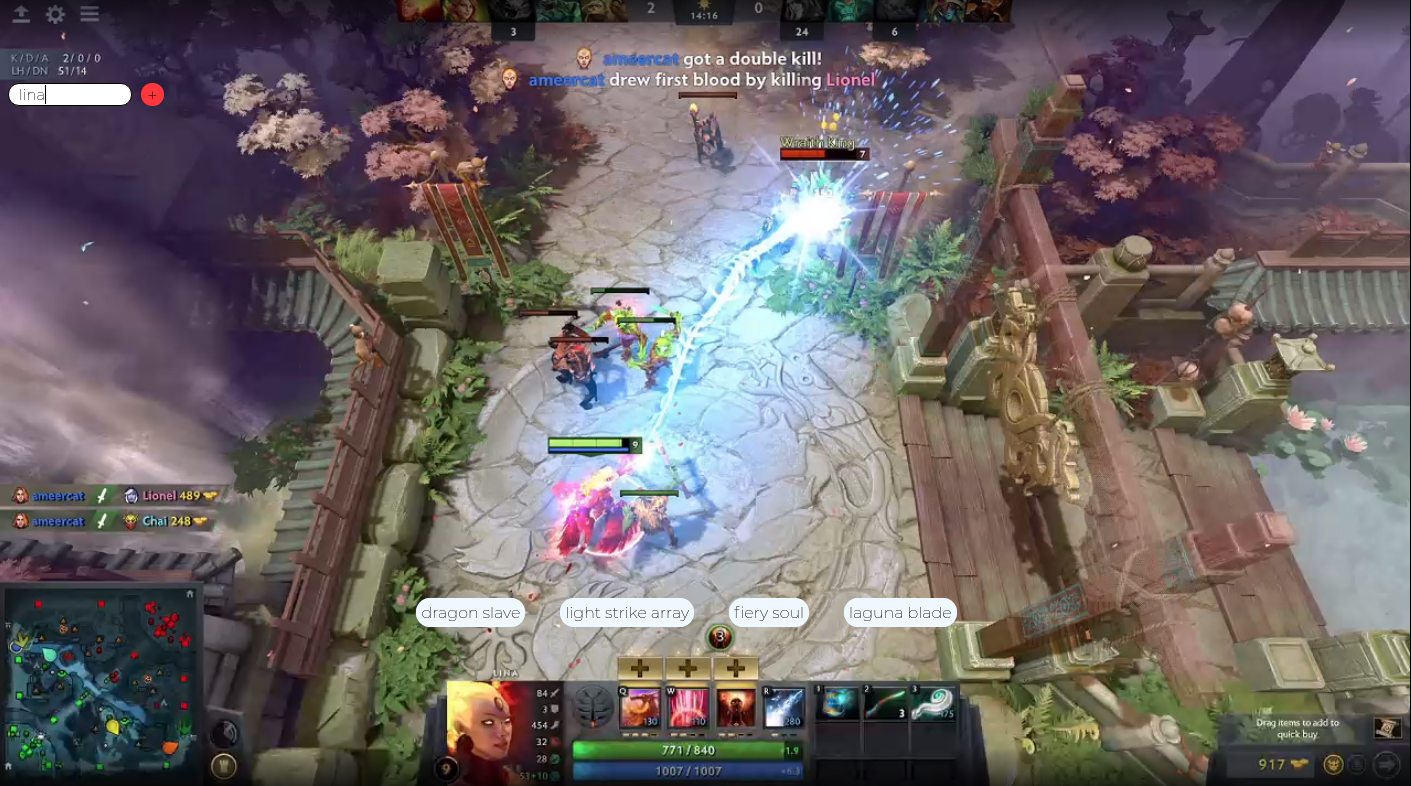 2 14:16 0
3 24 6
K/D/A 2/0/0
LH/DN 51/14
ameercat got a double kill!
ameercat drew first blood by killing Lionel
lina +
Wraith King
7
9
ameercat Lionel 489
ameercat Chai 248
dragon slave light strike array fiery soul laguna blade
3
LINA
84
3
454
32
28
53+10
9
Q 130 W 110 R 280
1 2 3
3 175
771 / 840 +1.9
1007 / 1007 +6.3
Drag items to add to
quick buy.
917